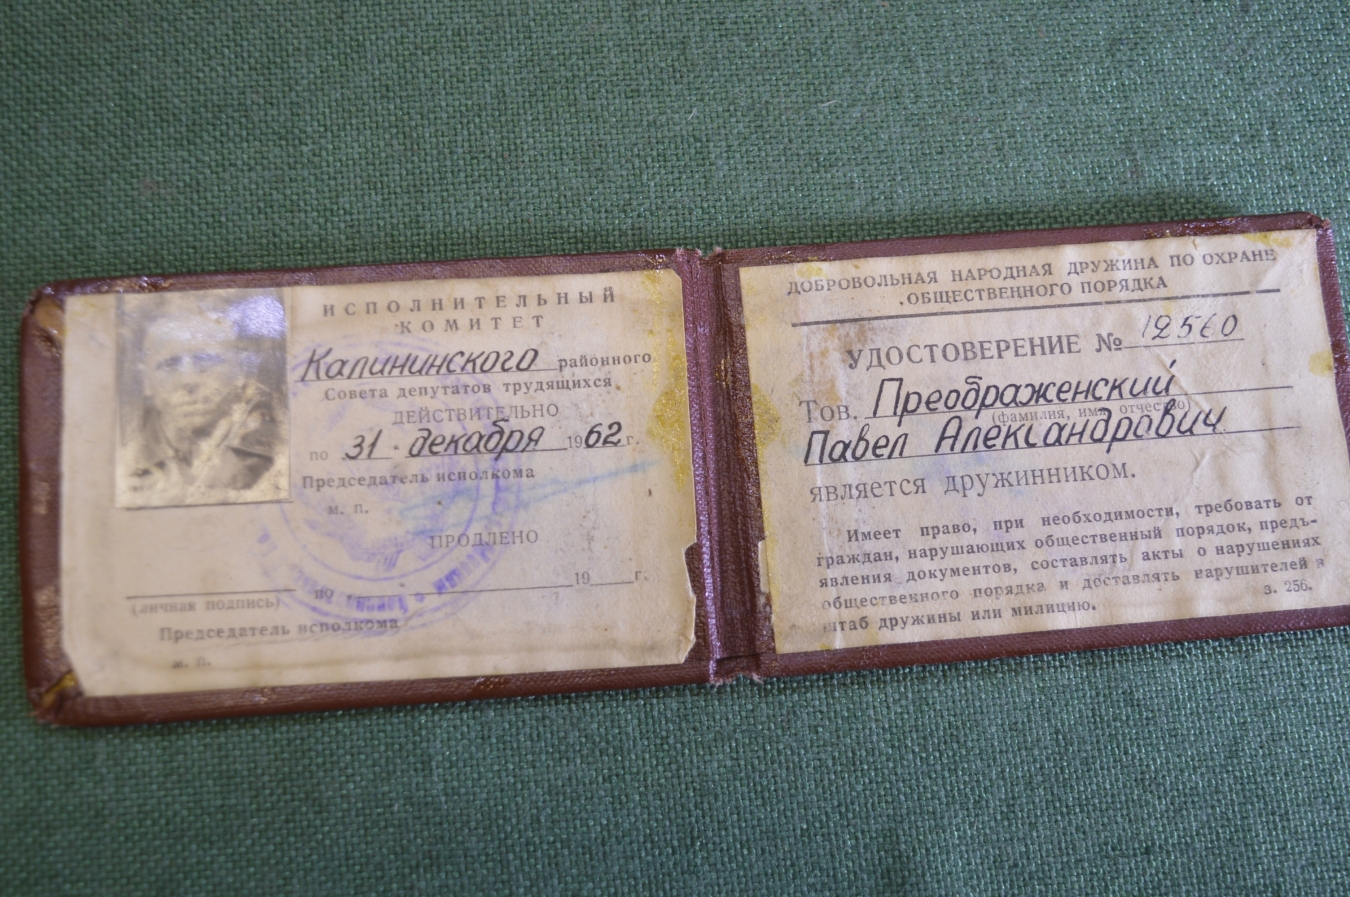 ИСПОЛНИТЕЛЬНЫЙ
КОМИТЕТ
Калининского районного
Совета депутатов трудящихся
ДЕЙСТВИТЕЛЬНО
по 31 декабря 1962 г.
Председатель исполкома
м. п.
ПРОДЛЕНО
по 19 г.
(личная подпись)
Председатель исполкома
м. п.
ДОБРОВОЛЬНАЯ НАРОДНАЯ ДРУЖИНА ПО ОХРАНЕ
ОБЩЕСТВЕННОГО ПОРЯДКА
УДОСТОВЕРЕНИЕ № 12560
Тов. Преображенский
(фамилия, имя, отчество)
Павел Александрович
является дружинником.
Имеет право, при необходимости, требовать от
граждан, нарушающих общественный порядок, предъ-
явления документов, составлять акты о нарушениях
общественного порядка и доставлять нарушителей в
штаб дружины или милицию.
з. 256.